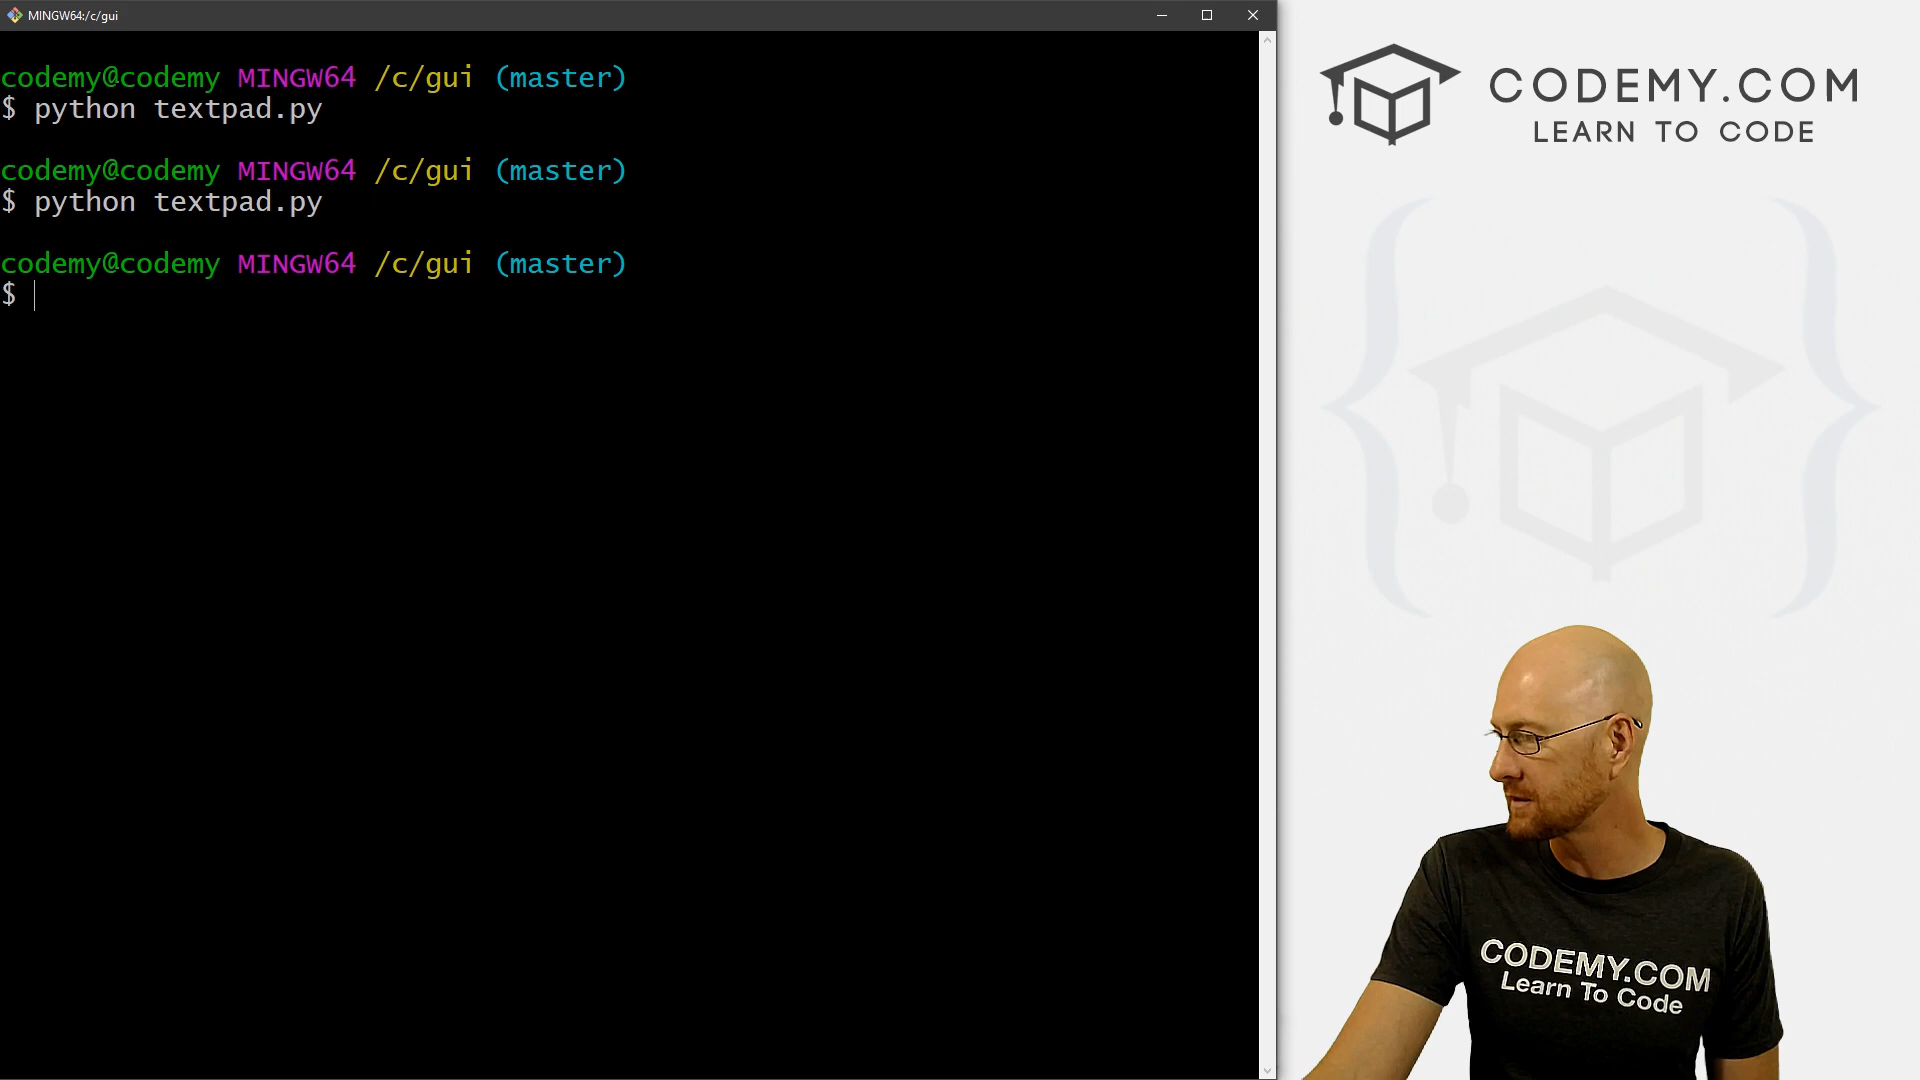 MINGW64:/c/gui
codemy@codemy MINGW64 /c/gui (master)
$ python textpad.py
codemy@codemy MINGW64 /c/gui (master)
$ python textpad.py
codemy@codemy MINGW64 /c/gui (master)
$
CODEMY.COM
LEARN TO CODE
CODEMY.COM
Learn To Code